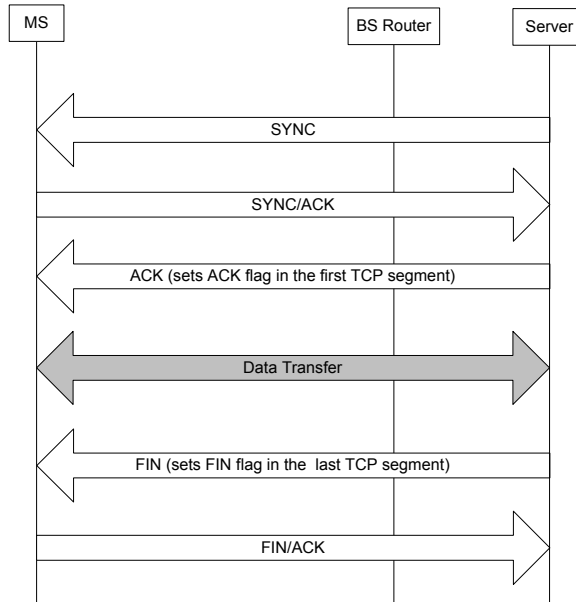 MS
BS Router
Server
SYNC
SYNC/ACK
ACK (sets ACK flag in the first TCP segment)
Data Transfer
FIN (sets FIN flag in the last TCP segment)
FIN/ACK